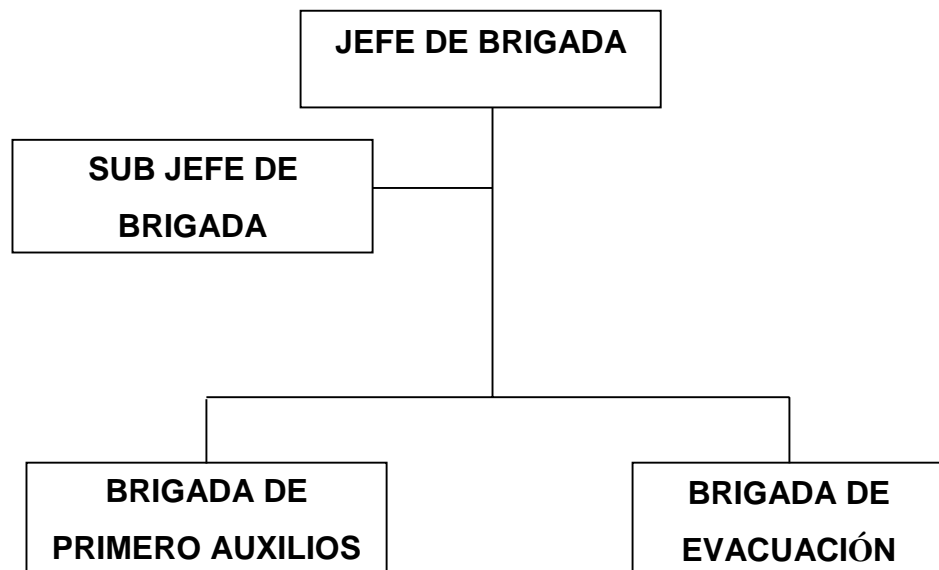 JEFE DE BRIGADA
SUB JEFE DE
BRIGADA
BRIGADA DE
PRIMERO AUXILIOS
BRIGADA DE
EVACUACIÓN